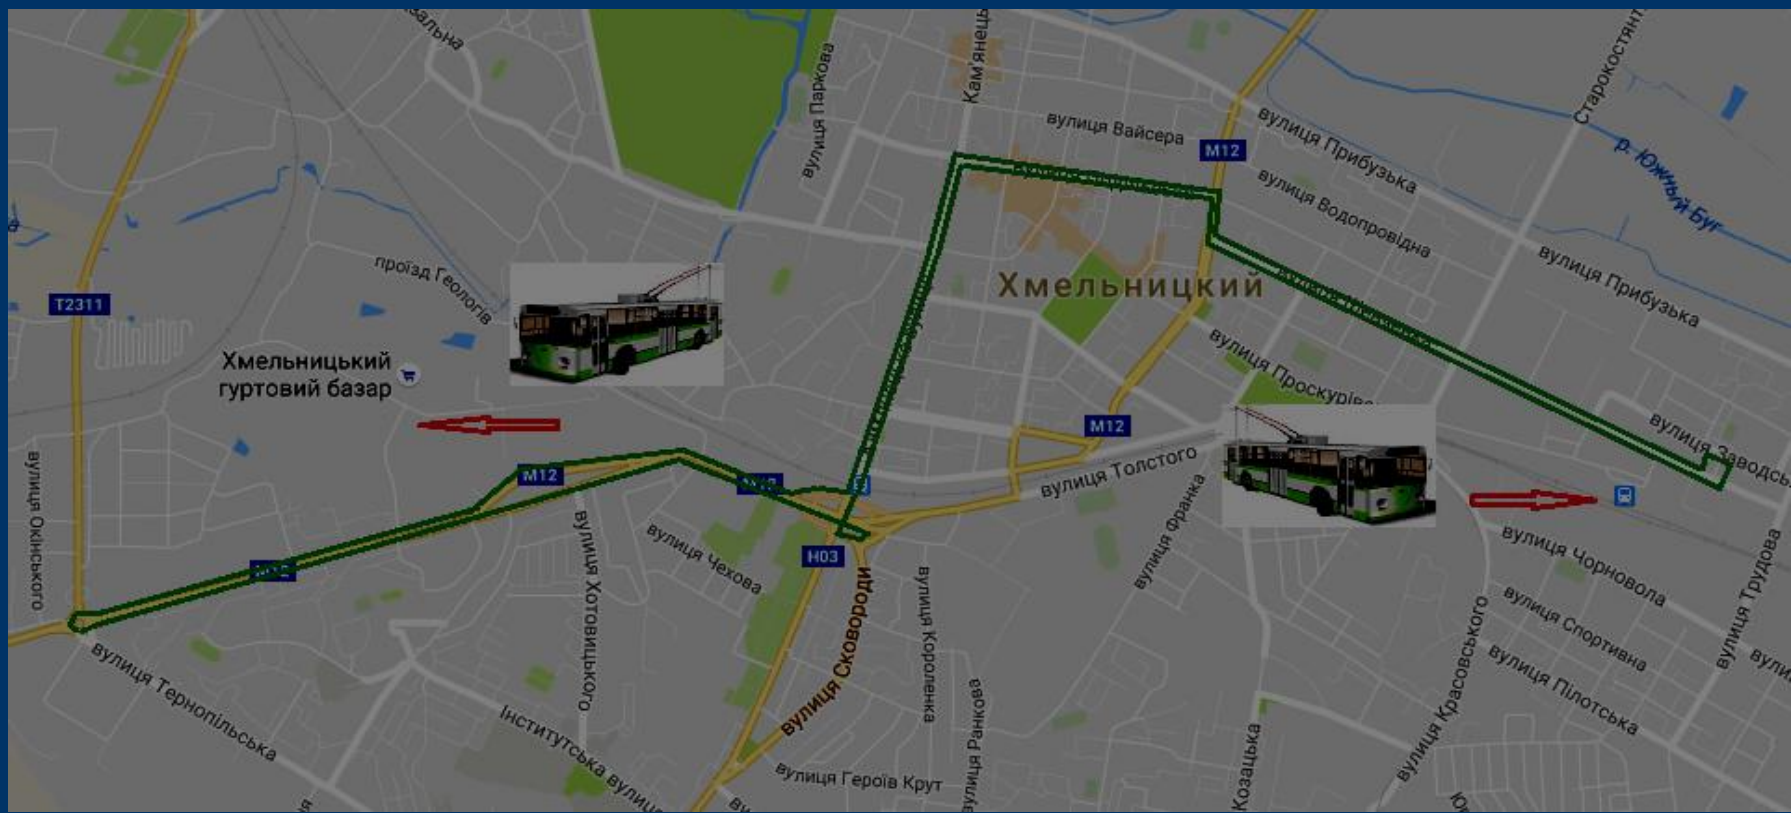 вулиця Паркова
Кам'янець
Старокостянт
вулиця Вайсера
вулиця Прибузька
M12
р. Южный Буг
вулиця Водопровідна
вулиця Прибузька
проїзд Геологів
T2311
Хмельницкий
Хмельницький
гуртовий базар
M12
вулиця Заводсь
вулиця Толстого
M12
вулиця Франка
вулиця Окінського
вулиця Хотовицького
вулиця Чехова
H03
M12
вулиця Сковороди
вулиця Короленка
вулиця Чорновола
вулиця Трудова
вулиця Спортивна
вулиця Красовського
вулиця Пілотська
вулиця Тернопільська
Інститутська вулиця
вулиця Ранкова
вулиця Героїв Крут
Козацька